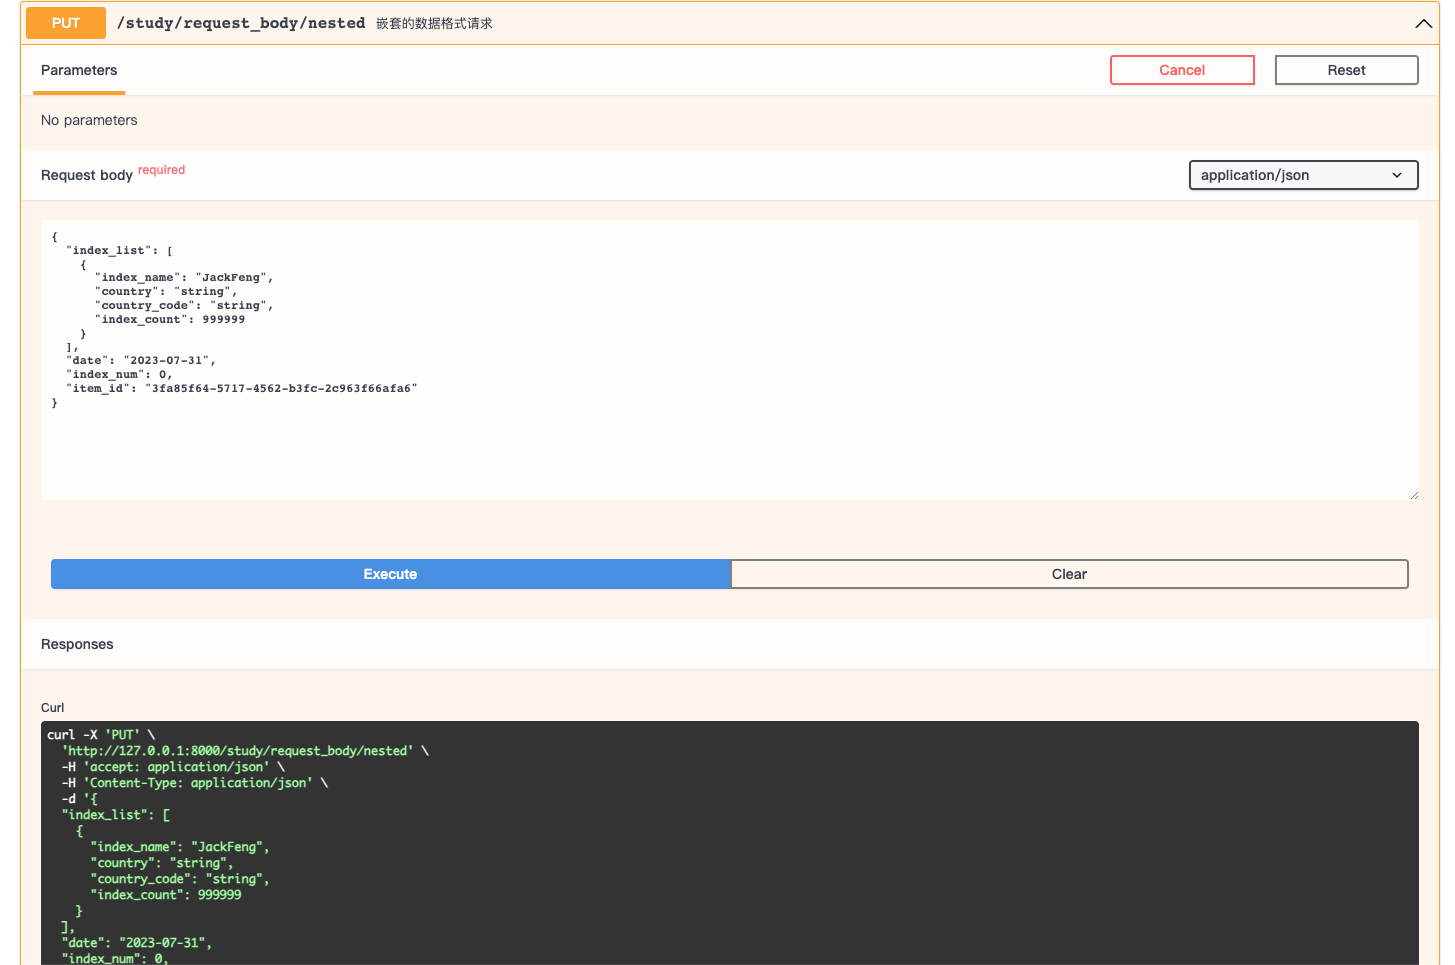 PUT /study/request_body/nested 嵌套的数据格式请求
Parameters
Cancel
Reset
No parameters
Request body required
application/json
{
  "index_list": [
    {
      "index_name": "JackFeng",
      "country": "string",
      "country_code": "string",
      "index_count": 999999
    }
  ],
  "date": "2023-07-31",
  "index_num": 0,
  "item_id": "3fa85f64-5717-4562-b3fc-2c963f66afa6"
}
Execute
Clear
Responses
Curl
curl -X 'PUT' \
  'http://127.0.0.1:8000/study/request_body/nested' \
  -H 'accept: application/json' \
  -H 'Content-Type: application/json' \
  -d '{
  "index_list": [
    {
      "index_name": "JackFeng",
      "country": "string",
      "country_code": "string",
      "index_count": 999999
    }
  ],
  "date": "2023-07-31",
  "index_num": 0,